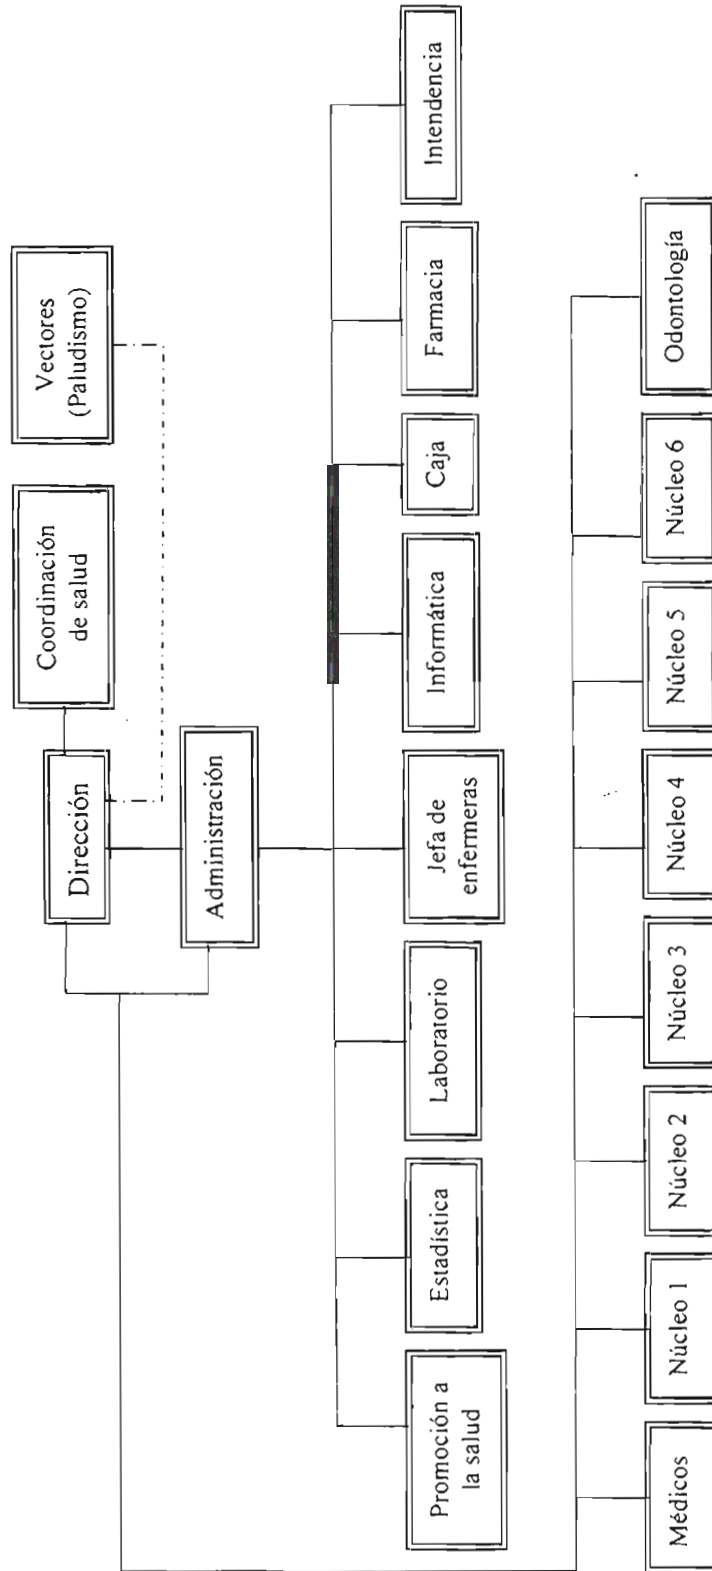 Vectores
(Paludismo)
Coordinación
de salud
Dirección
Administración
Promoción a
la salud
Estadística
Laboratorio
Jefa de
enfermeras
Informática
Caja
Farmacia
Intendencia
Médicos
Núcleo 1
Núcleo 2
Núcleo 3
Núcleo 4
Núcleo 5
Núcleo 6
Odontología